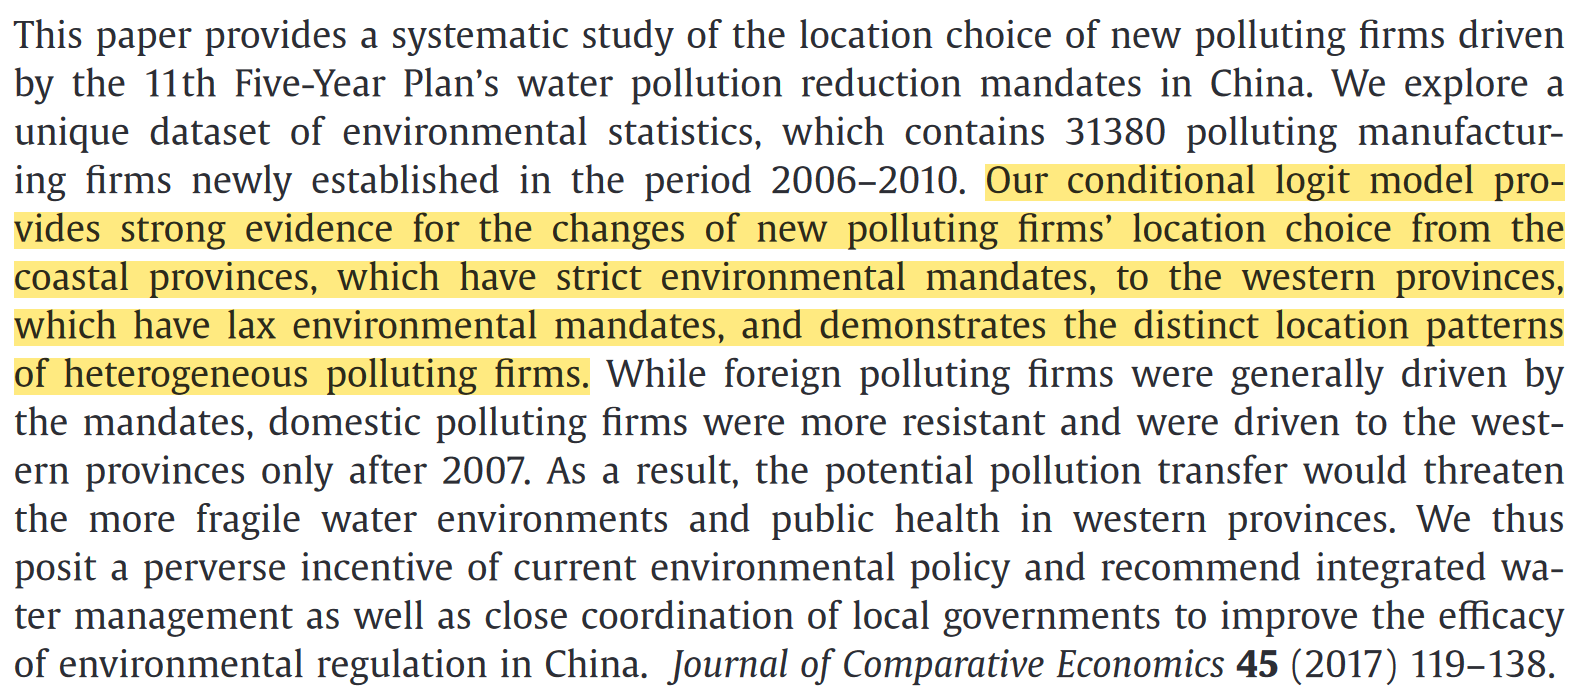 This paper provides a systematic study of the location choice of new polluting firms driven
by the 11th Five-Year Plan’s water pollution reduction mandates in China. We explore a
unique dataset of environmental statistics, which contains 31380 polluting manufactur-
ing firms newly established in the period 2006–2010. Our conditional logit model pro-
vides strong evidence for the changes of new polluting firms’ location choice from the
coastal provinces, which have strict environmental mandates, to the western provinces,
which have lax environmental mandates, and demonstrates the distinct location patterns
of heterogeneous polluting firms. While foreign polluting firms were generally driven by
the mandates, domestic polluting firms were more resistant and were driven to the west-
ern provinces only after 2007. As a result, the potential pollution transfer would threaten
the more fragile water environments and public health in western provinces. We thus
posit a perverse incentive of current environmental policy and recommend integrated wa-
ter management as well as close coordination of local governments to improve the efficacy
of environmental regulation in China. Journal of Comparative Economics 45 (2017) 119–138.